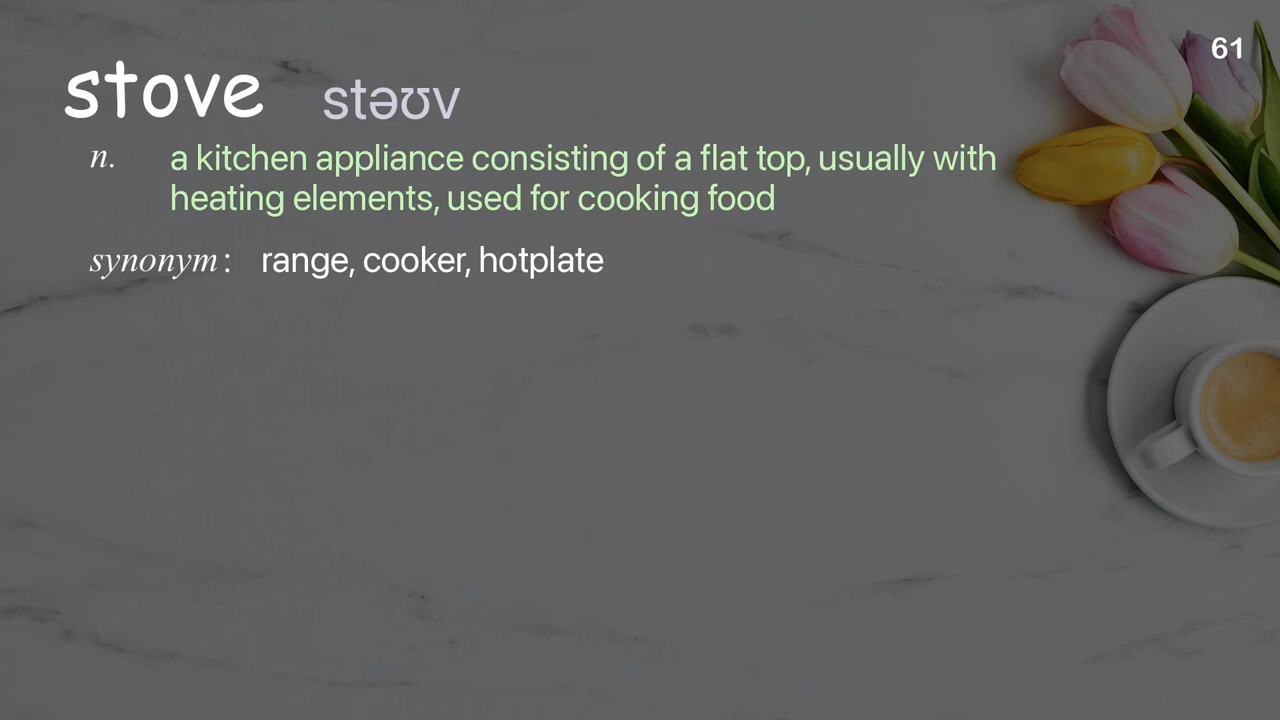 61
stove stəʊv
n. a kitchen appliance consisting of a flat top, usually with
heating elements, used for cooking food
synonym: range, cooker, hotplate